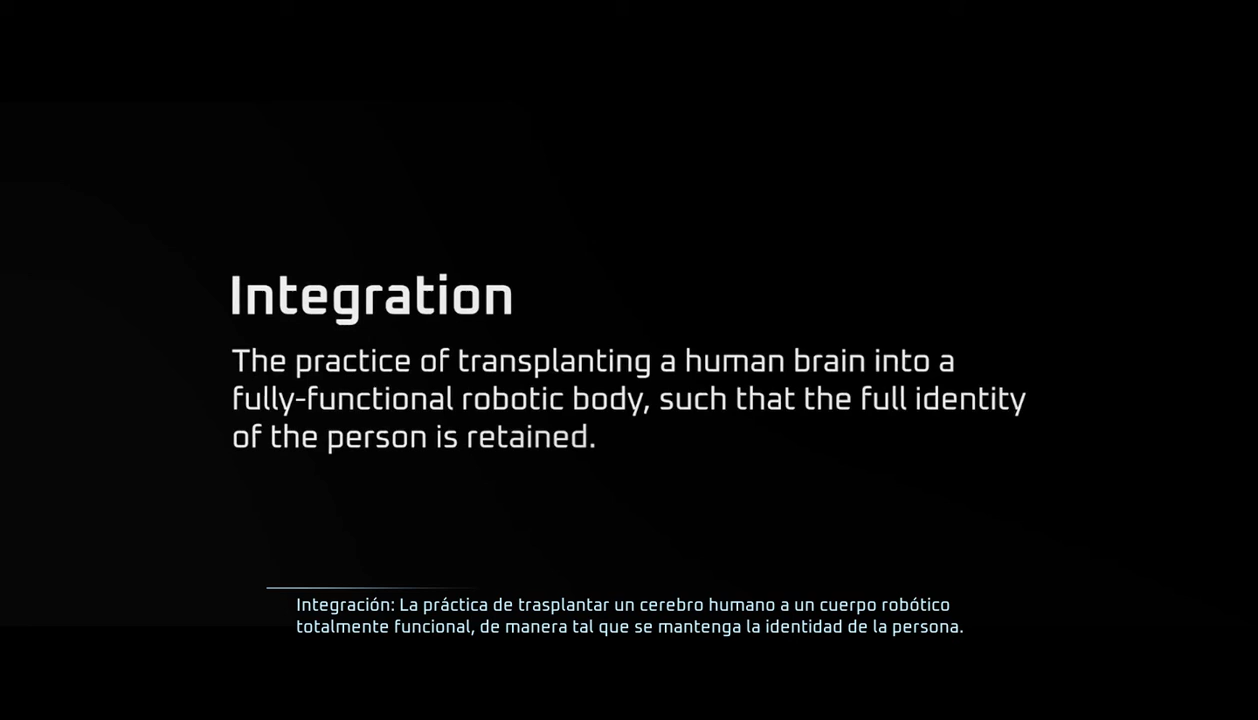 Integration
The practice of transplanting a human brain into a
fully-functional robotic body, such that the full identity
of the person is retained.
Integración: La práctica de trasplantar un cerebro humano a un cuerpo robótico
totalmente funcional, de manera tal que se mantenga la identidad de la persona.